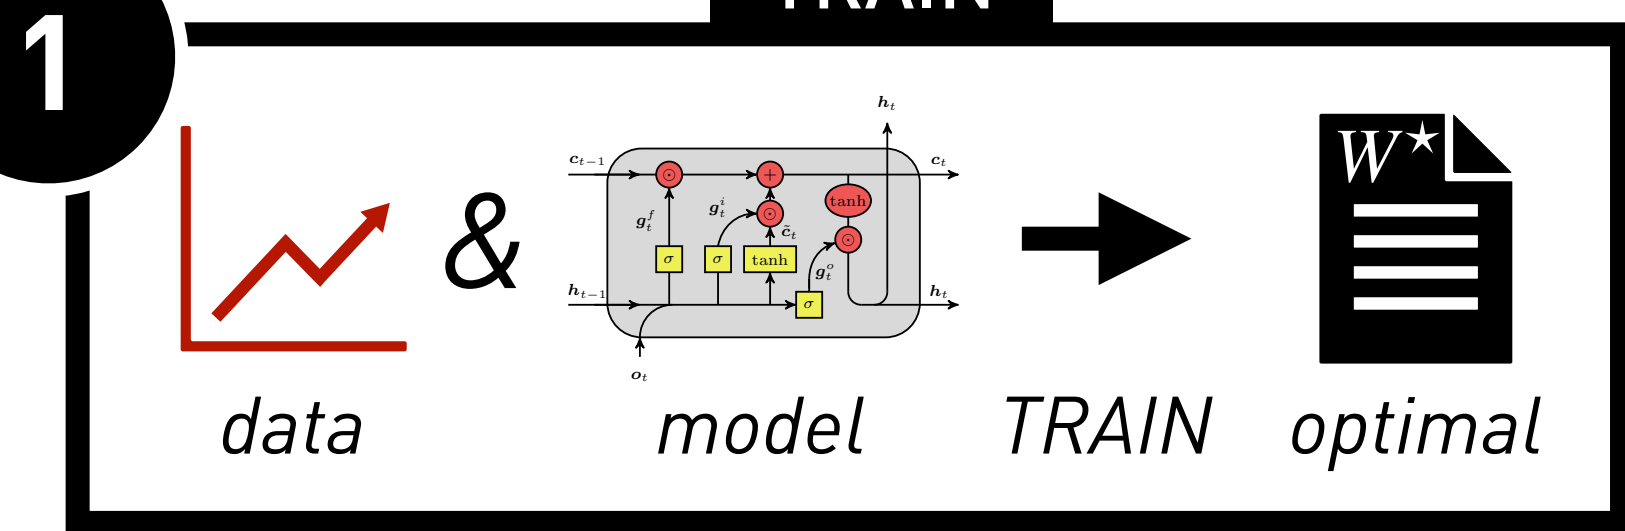 TRAIN
1
h_t
c_{t-1}
c_t
⊙
+
tanh
g_t^f
g_t^i
⊙
c̃_t
⊙
σ
σ
tanh
g_t^o
h_{t-1}
σ
h_t
o_t
&
W★
data
model
TRAIN
optimal